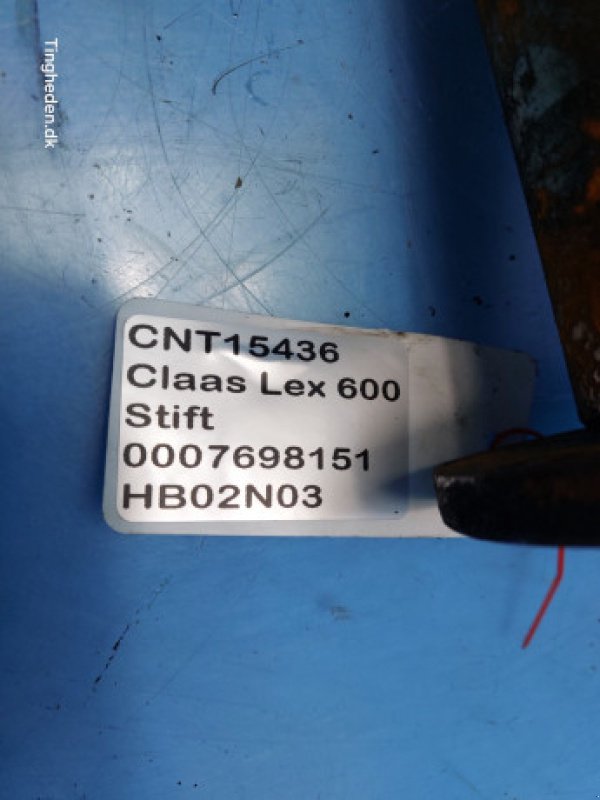 Tingheden.dk
CNT15436
Claas Lex 600
Stift
0007698151
HB02N03